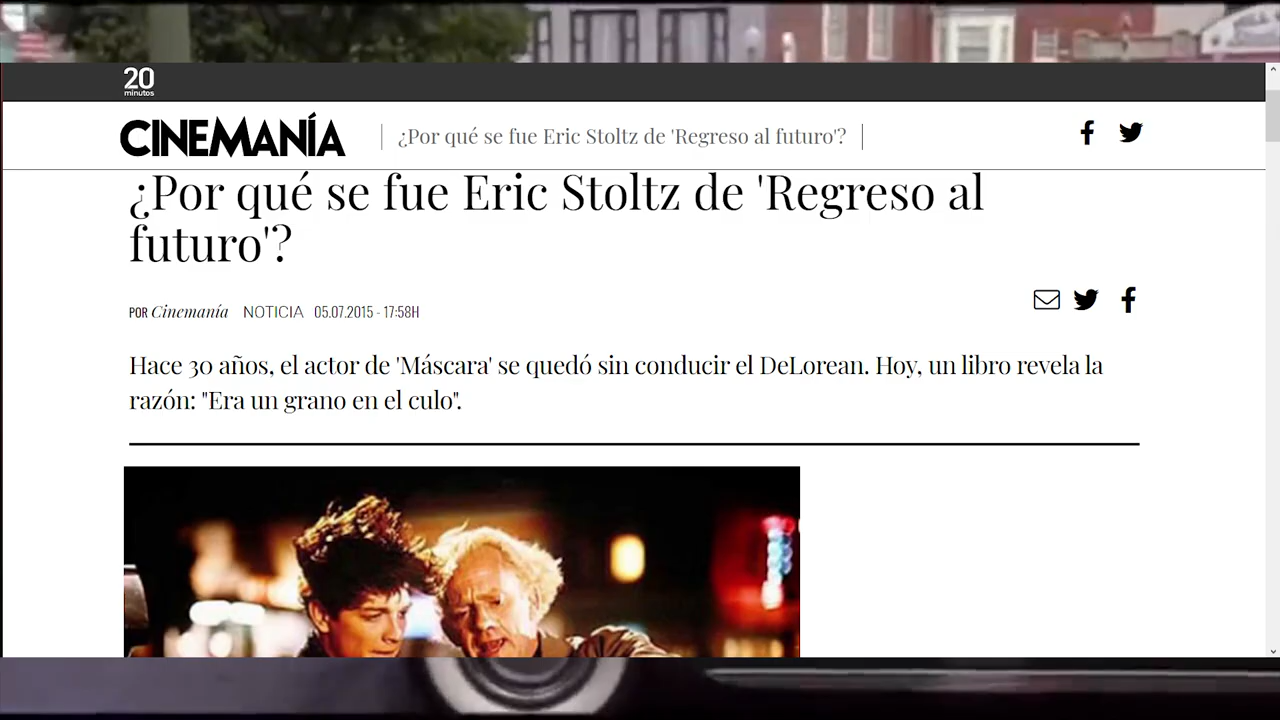 20
minutos
CINEMANÍA
¿Por qué se fue Eric Stoltz de 'Regreso al futuro'?
¿Por qué se fue Eric Stoltz de 'Regreso al
futuro'?
POR Cinemanía NOTICIA 05.07.2015 - 17:58H
Hace 30 años, el actor de 'Máscara' se quedó sin conducir el DeLorean. Hoy, un libro revela la
razón: "Era un grano en el culo".